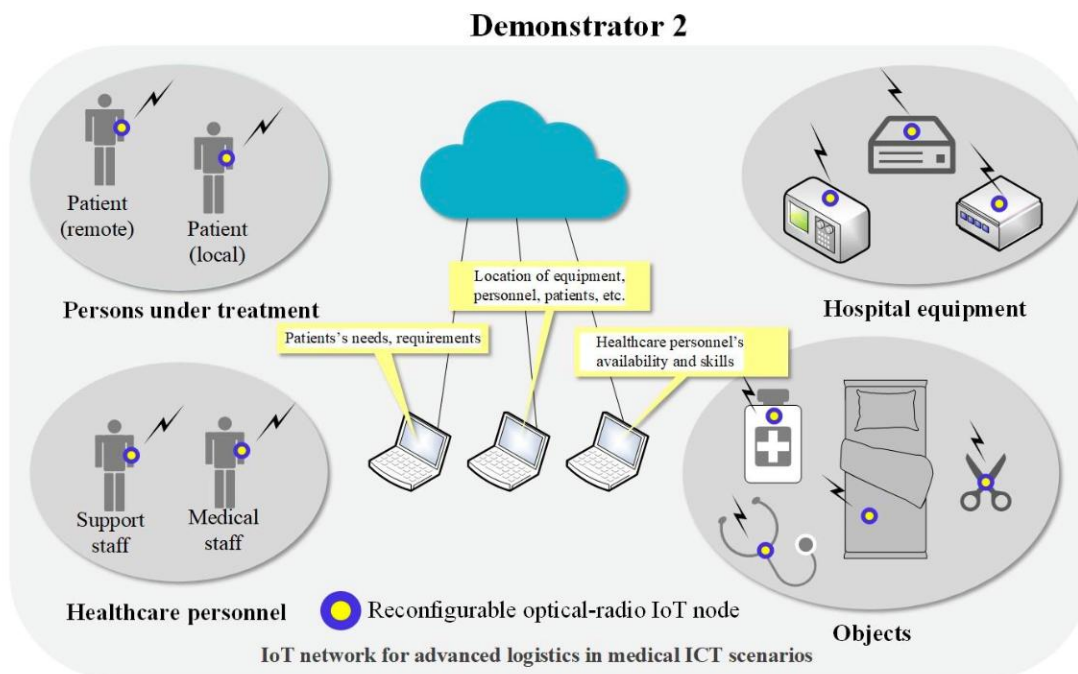 Demonstrator 2
Patient
(remote)
Patient
(local)
Persons under treatment
Location of equipment,
personnel, patients, etc.
Patients's needs, requirements
Healthcare personnel's
availability and skills
Hospital equipment
Support
staff
Medical
staff
Healthcare personnel
Reconfigurable optical-radio IoT node
Objects
IoT network for advanced logistics in medical ICT scenarios